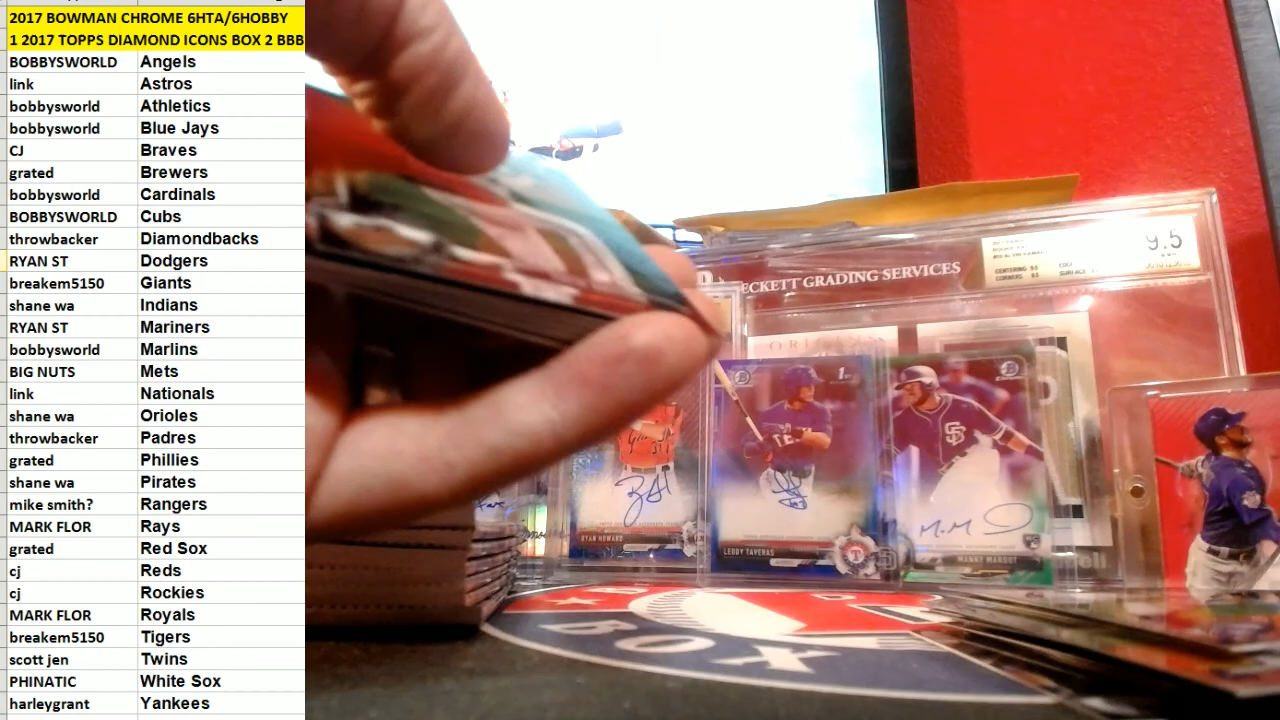 2017 BOWMAN CHROME 6HTA/6HOBBY
1 2017 TOPPS DIAMOND ICONS BOX 2 BBB
BOBBYSWORLD Angels
link Astros
bobbysworld Athletics
bobbysworld Blue Jays
CJ Braves
grated Brewers
bobbysworld Cardinals
BOBBYSWORLD Cubs
throwbacker Diamondbacks
RYAN ST Dodgers
breakem5150 Giants
shane wa Indians
RYAN ST Mariners
bobbysworld Marlins
BIG NUTS Mets
link Nationals
shane wa Orioles
throwbacker Padres
grated Phillies
shane wa Pirates
mike smith? Rangers
MARK FLOR Rays
grated Red Sox
cj Reds
cj Rockies
MARK FLOR Royals
breakem5150 Tigers
scott jen Twins
PHINATIC White Sox
harleygrant Yankees
ECKETT GRADING SERVICES
9.5
1st
RYAN HOWARD
LEODY TAVERAS
MANNY MARGOT
BOX